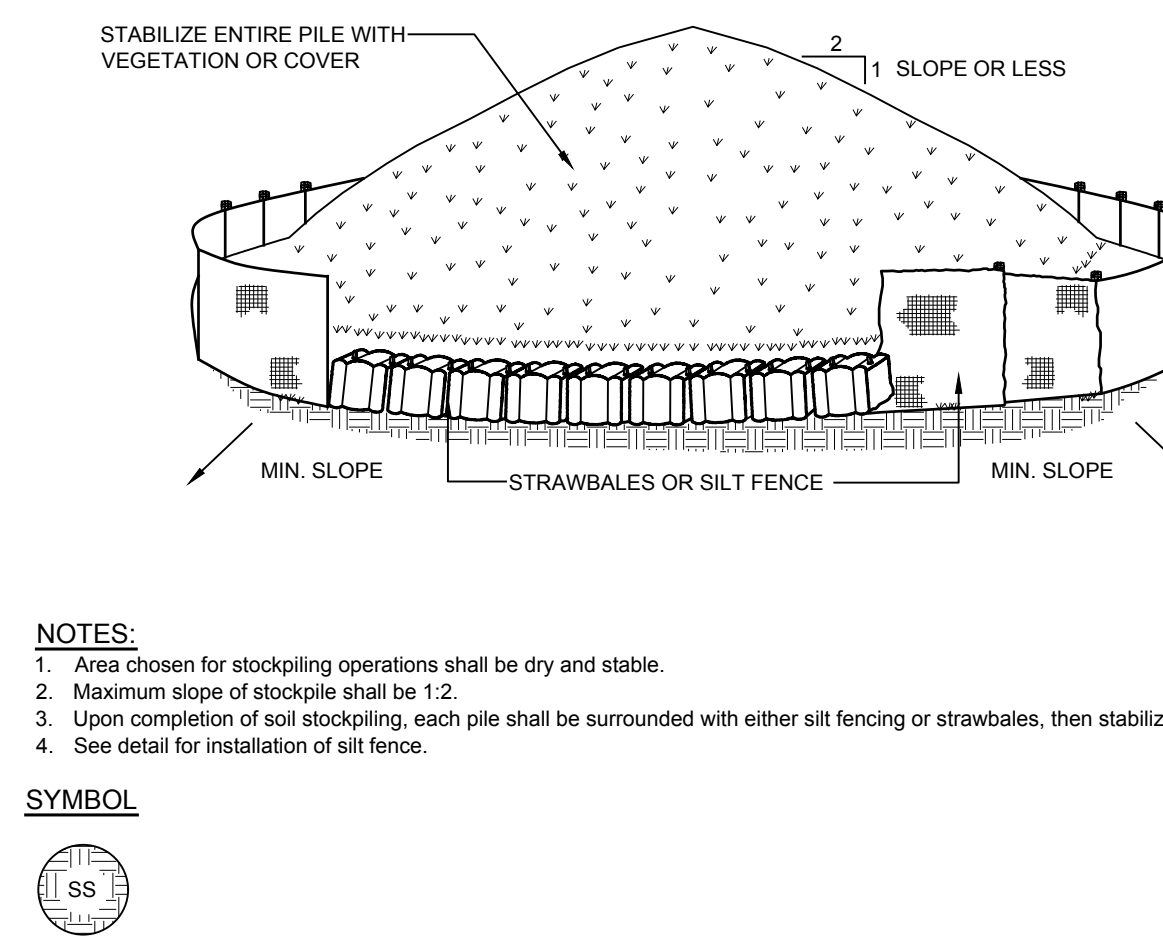 STABILIZE ENTIRE PILE WITH
VEGETATION OR COVER
2
1 SLOPE OR LESS
MIN. SLOPE
STRAWBALES OR SILT FENCE
MIN. SLOPE
NOTES:
1. Area chosen for stockpiling operations shall be dry and stable.
2. Maximum slope of stockpile shall be 1:2.
3. Upon completion of soil stockpiling, each pile shall be surrounded with either silt fencing or strawbales, then stabiliz
4. See detail for installation of silt fence.
SYMBOL
SS